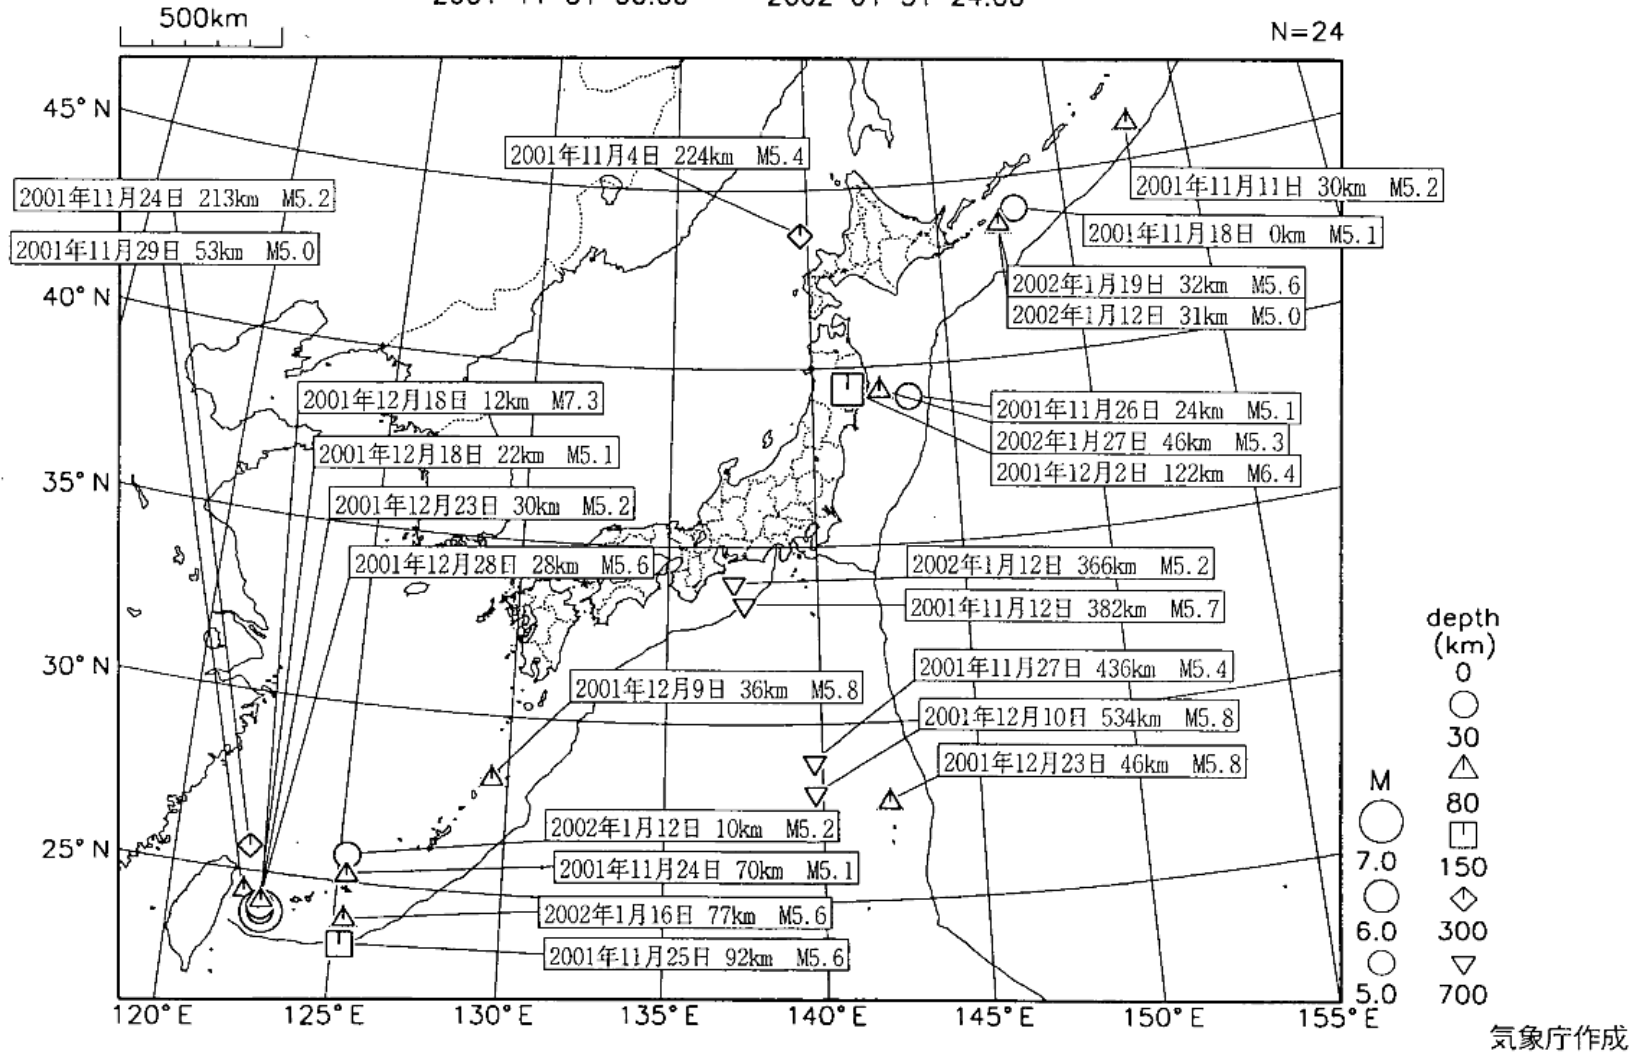 500km
N=24
45°N
40°N
35°N
30°N
25°N
2001年11月4日 224km M5.4
2001年11月24日 213km M5.2
2001年11月29日 53km M5.0
2001年11月11日 30km M5.2
2001年11月18日 0km M5.1
2002年1月19日 32km M5.6
2002年1月12日 31km M5.0
2001年12月18日 12km M7.3
2001年12月18日 22km M5.1
2001年12月23日 30km M5.2
2001年12月28日 28km M5.6
2001年11月26日 24km M5.1
2002年1月27日 46km M5.3
2001年12月2日 122km M6.4
2002年1月12日 366km M5.2
2001年11月12日 382km M5.7
2001年11月27日 436km M5.4
2001年12月10日 534km M5.8
2001年12月23日 46km M5.8
2001年12月9日 36km M5.8
2002年1月12日 10km M5.2
2001年11月24日 70km M5.1
2002年1月16日 77km M5.6
2001年11月25日 92km M5.6
120°E 125°E 130°E 135°E 140°E 145°E 150°E 155°E
M
7.0
6.0
5.0
depth
(km)
0
30
80
150
300
700
気象庁作成